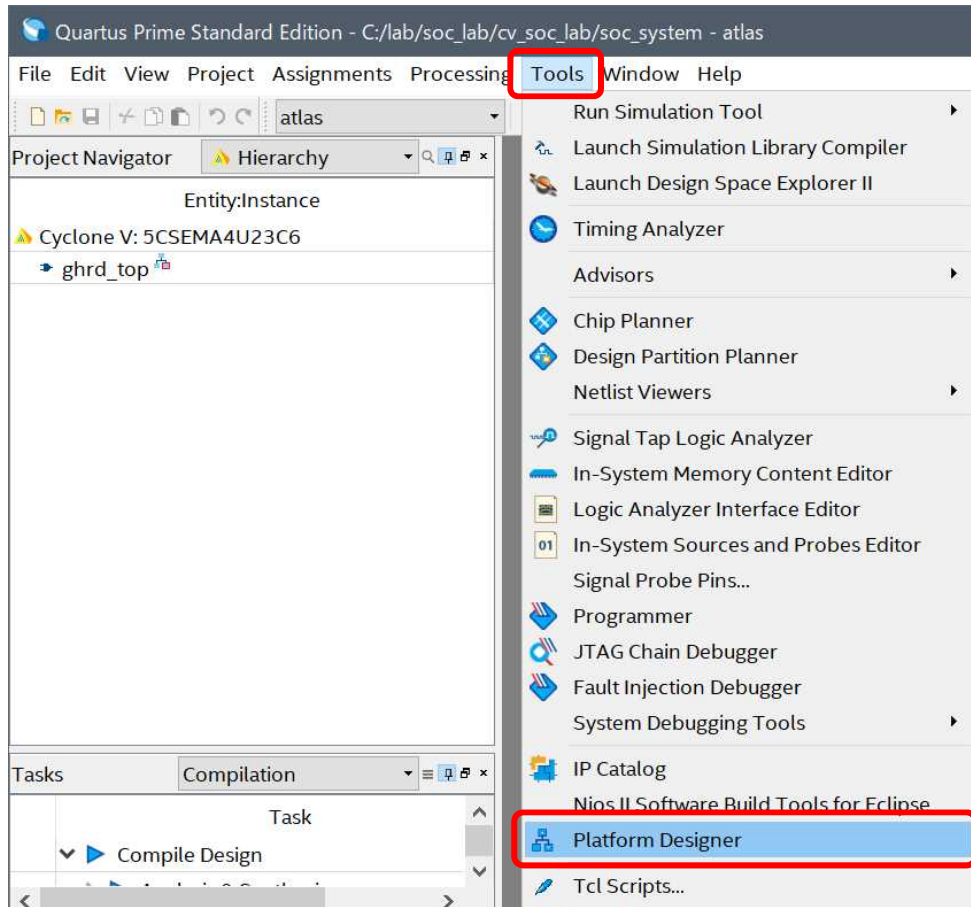 Quartus Prime Standard Edition - C:/lab/soc_lab/cv_soc_lab/soc_system - atlas
File Edit View Project Assignments Processing Tools Window Help
atlas
Project Navigator Hierarchy
Entity:Instance
Cyclone V: 5CSEMA4U23C6
ghrd_top
Tasks Compilation
Task
Compile Design
Run Simulation Tool
Launch Simulation Library Compiler
Launch Design Space Explorer II
Timing Analyzer
Advisors
Chip Planner
Design Partition Planner
Netlist Viewers
Signal Tap Logic Analyzer
In-System Memory Content Editor
Logic Analyzer Interface Editor
01 In-System Sources and Probes Editor
Signal Probe Pins...
Programmer
JTAG Chain Debugger
Fault Injection Debugger
System Debugging Tools
IP Catalog
Nios II Software Build Tools for Eclipse
Platform Designer
Tcl Scripts...